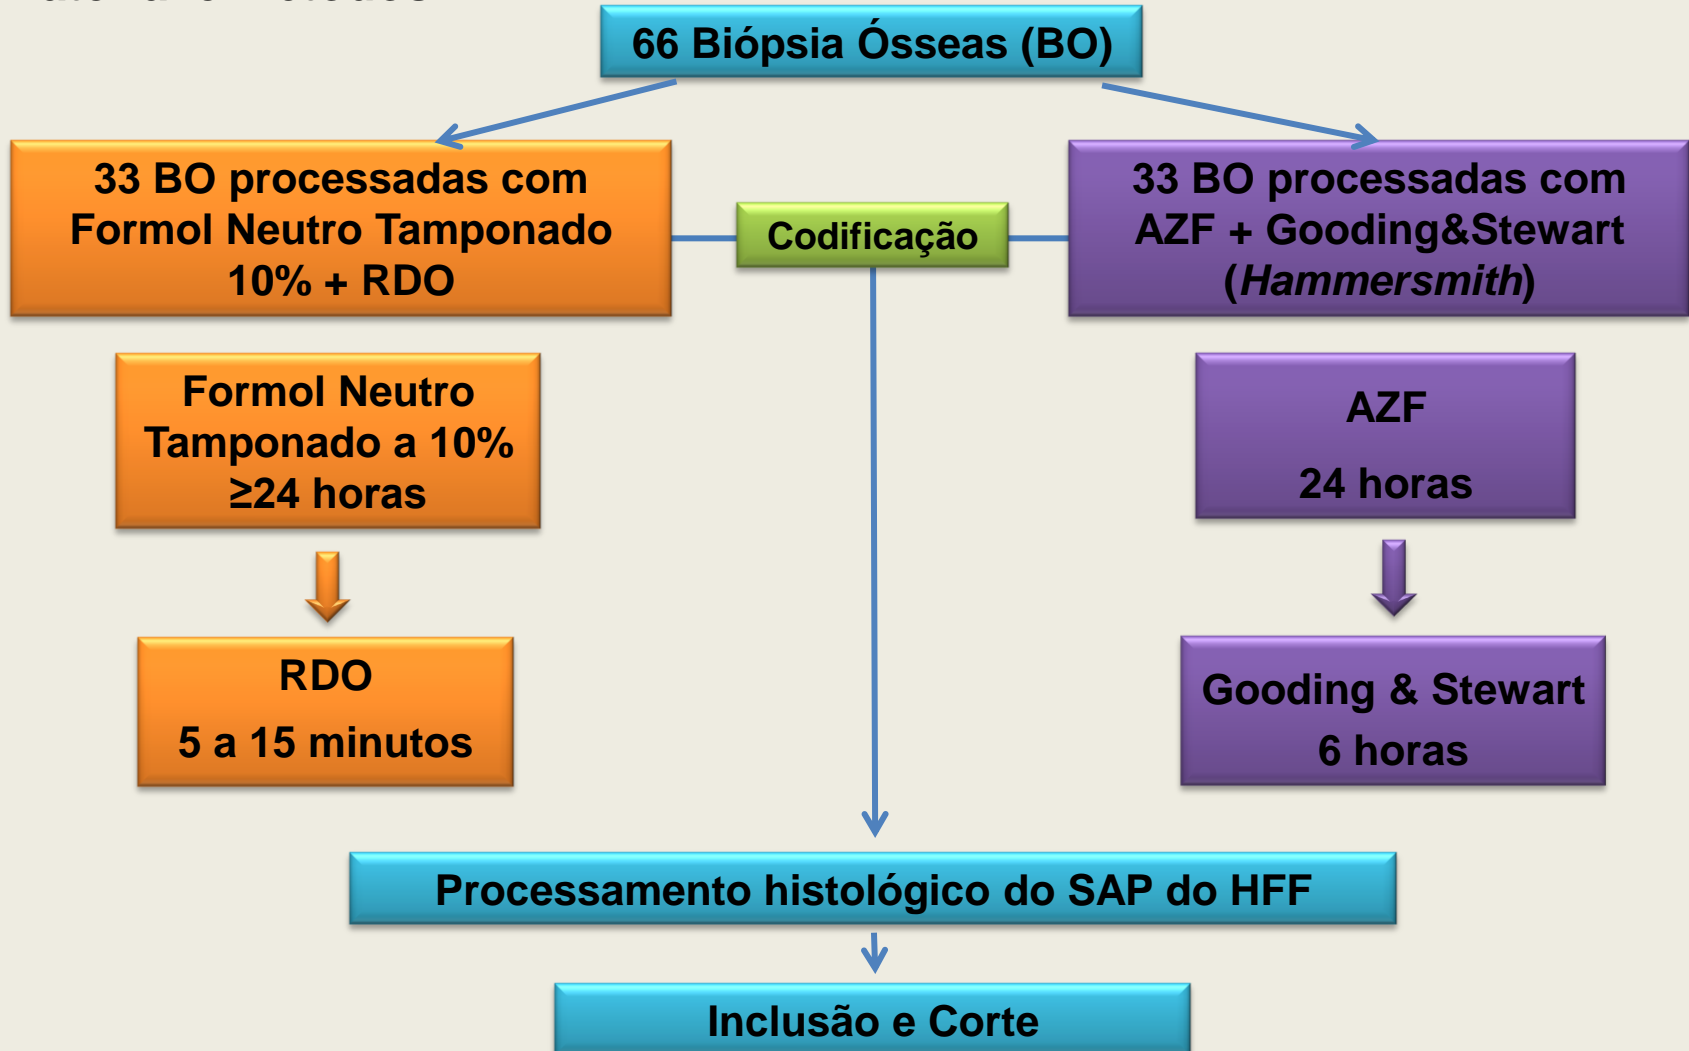 66 Biópsia Ósseas (BO)
33 BO processadas com
Formol Neutro Tamponado
10% + RDO
Codificação
33 BO processadas com
AZF + Gooding&Stewart
(Hammersmith)
Formol Neutro
Tamponado a 10%
≥24 horas
AZF
24 horas
RDO
5 a 15 minutos
Gooding & Stewart
6 horas
Processamento histológico do SAP do HFF
Inclusão e Corte